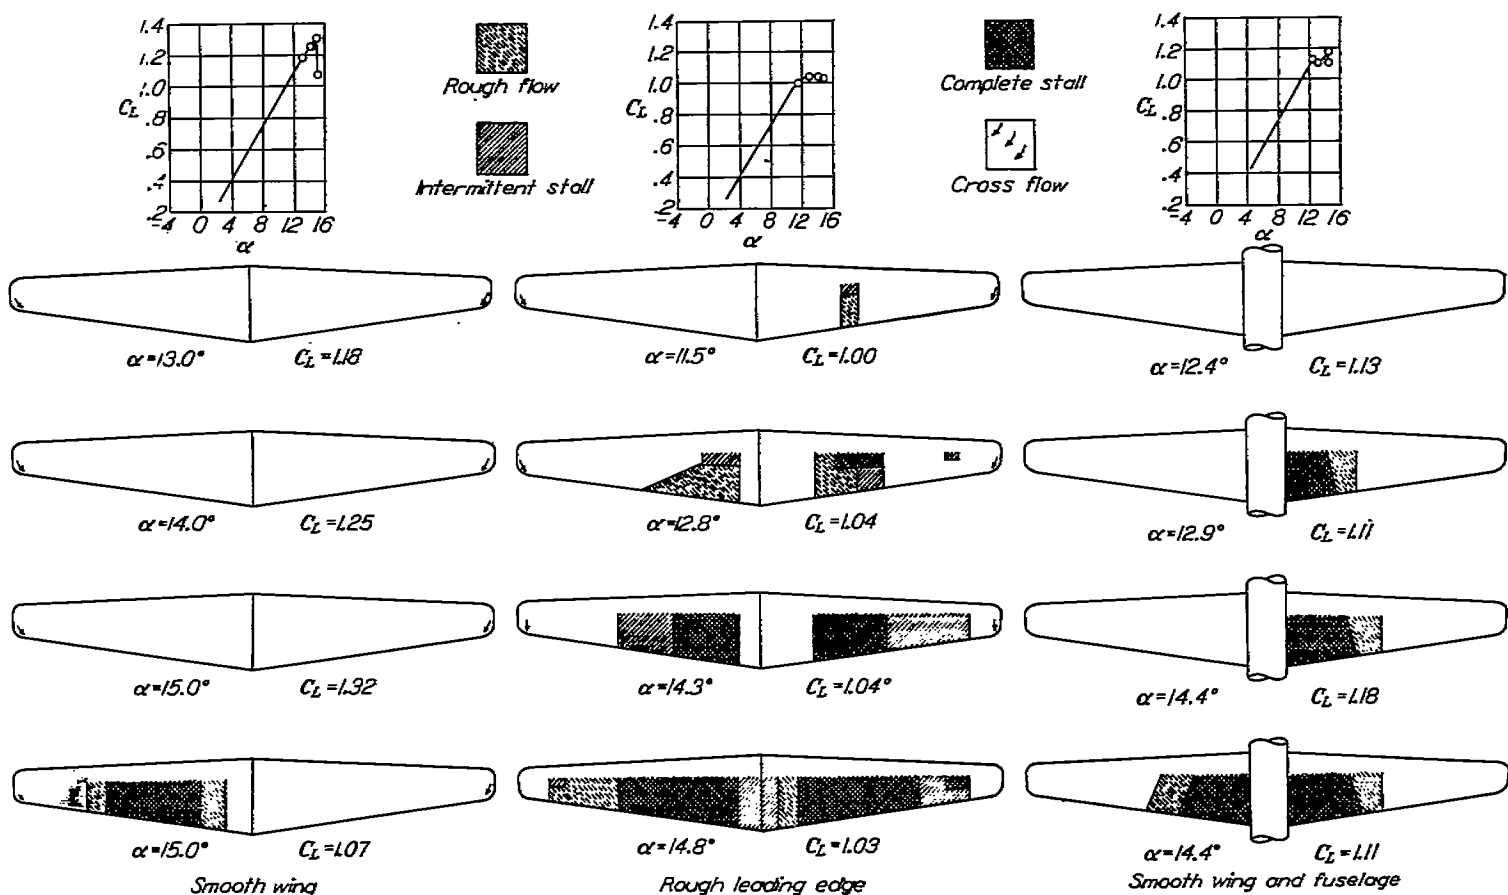 1.4
1.2
1.0
.8
.6
.4
.2
C_L
-4 0 4 8 12 16
α
Rough flow
Intermittent stall
1.4
1.2
1.0
.8
.6
.4
.2
C_L
-4 0 4 8 12 16
α
Complete stall
Cross flow
1.4
1.2
1.0
.8
.6
.4
.2
C_L
-4 0 4 8 12 16
α
α=13.0° C_L=1.18
α=11.5° C_L=1.00
α=12.4° C_L=1.13
α=14.0° C_L=1.25
α=12.8° C_L=1.04
α=12.9° C_L=1.11
α=15.0° C_L=1.32
α=14.3° C_L=1.04°
α=14.4° C_L=1.18
α=15.0° C_L=1.07
α=14.8° C_L=1.03
α=14.4° C_L=1.11
Smooth wing
Rough leading edge
Smooth wing and fuselage